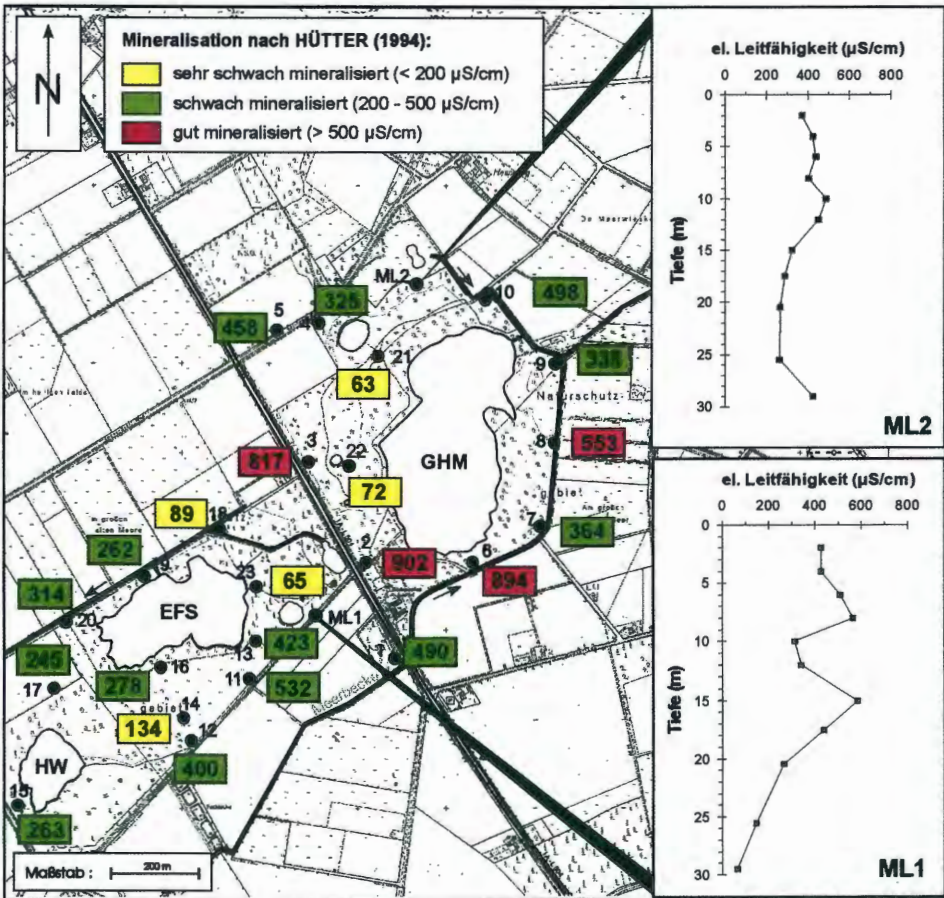 N
Mineralisation nach HÜTTER (1994):
sehr schwach mineralisiert (< 200 µS/cm)
schwach mineralisiert (200 - 500 µS/cm)
gut mineralisiert (> 500 µS/cm)
ML2
10
498
325
5
4
458
21
9
338
63
Naturschutz-
3
22
8
553
817
GHM
72
gebiet
89
18
Am großen
7
364
262
2
6
19
902
894
23
65
314
EFS
ML1
20
13
423
1
490
245
16
11
532
17
278
Meerbecke
gebiet
14
134
12
HW
400
15
263
Maßstab :
200 m
el. Leitfähigkeit (µS/cm)
0 200 400 600 800
0
5
10
15
20
25
30
Tiefe (m)
ML2
el. Leitfähigkeit (µS/cm)
0 200 400 600 800
0
5
10
15
20
25
30
Tiefe (m)
ML1